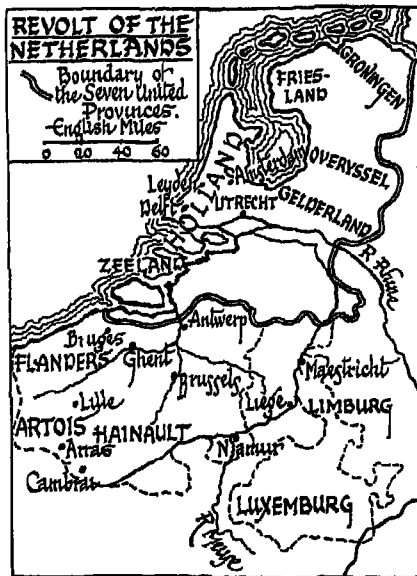 REVOLT OF THE
NETHERLANDS
Boundary of
the Seven United
Provinces.
English Miles
0 20 40 60
GRONINGEN
FRIES-
LAND
HOLLAND
Amsterdam
OVERYSSEL
Leyden
Delft
UTRECHT
GELDERLAND
R. Rhine
ZEELAND
Antwerp
Bruges
FLANDERS
Ghent
Maestricht
Brussels
Lille
Liége
LIMBURG
ARTOIS
HAINAULT
Arras
Namur
Cambrai
LUXEMBURG
R. Meuse